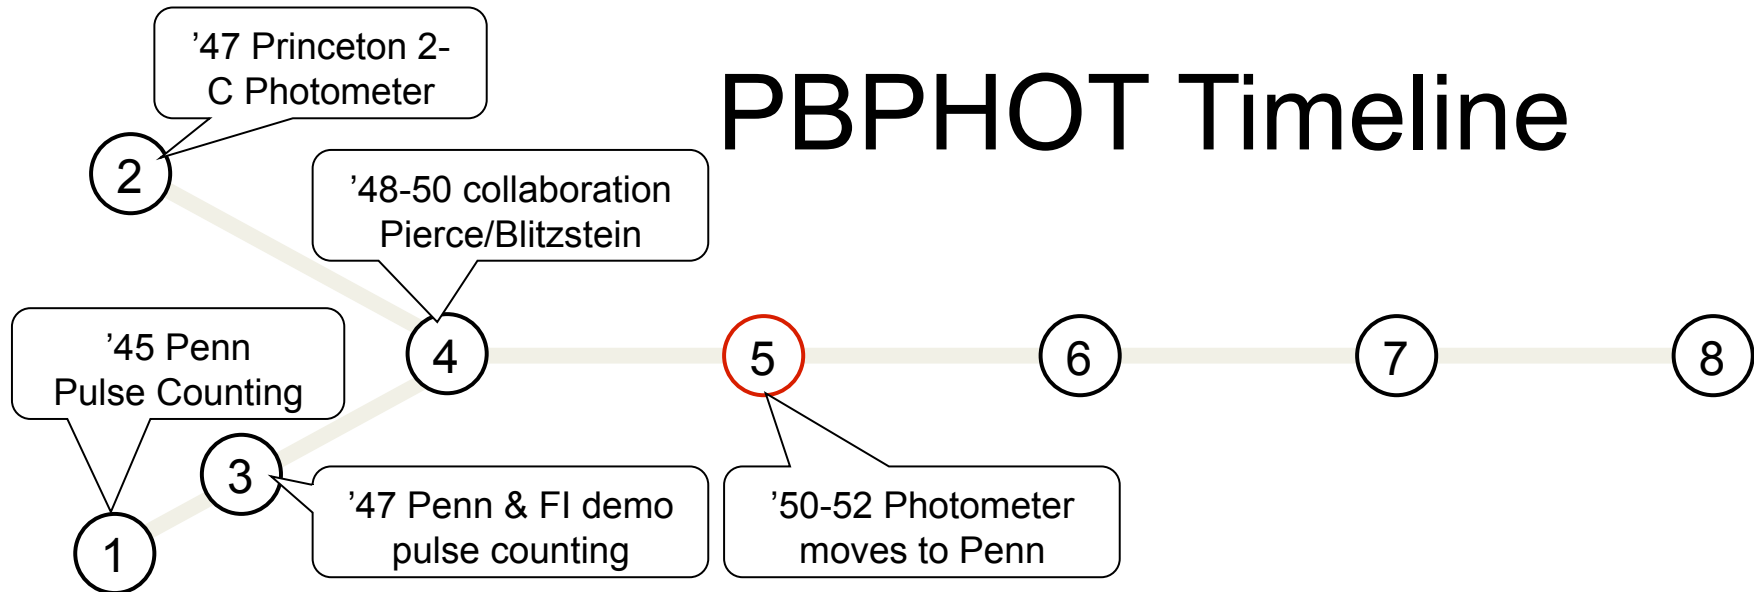 PBPHOT Timeline
’47 Princeton 2-
C Photometer
2
’48-50 collaboration
Pierce/Blitzstein
’45 Penn
Pulse Counting
4
5
6
7
8
3
’47 Penn & FI demo
pulse counting
’50-52 Photometer
moves to Penn
1